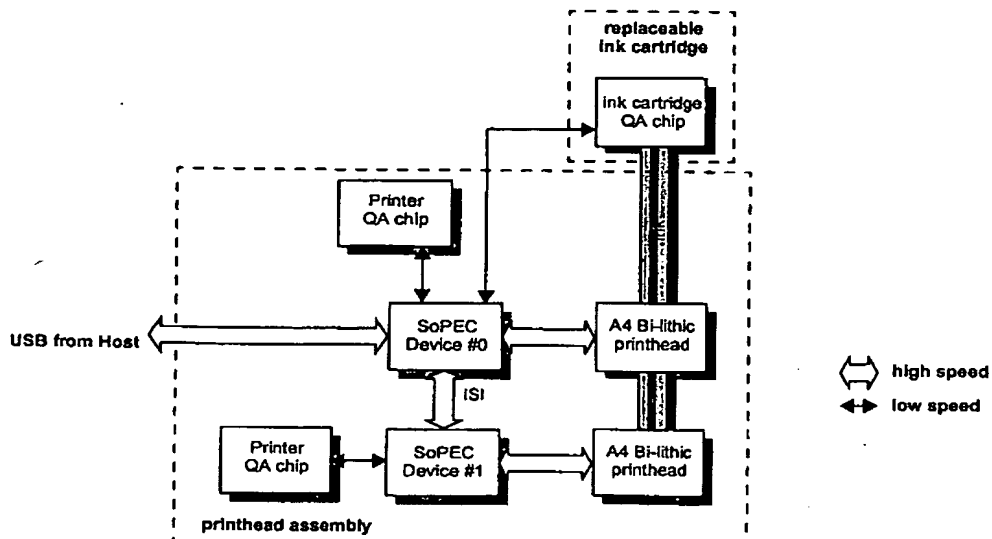 replaceable
ink cartridge
ink cartridge
QA chip
Printer
QA chip
USB from Host
SoPEC
Device #0
A4 Bi-lithic
printhead
high speed
low speed
ISI
Printer
QA chip
SoPEC
Device #1
A4 Bi-lithic
printhead
printhead assembly